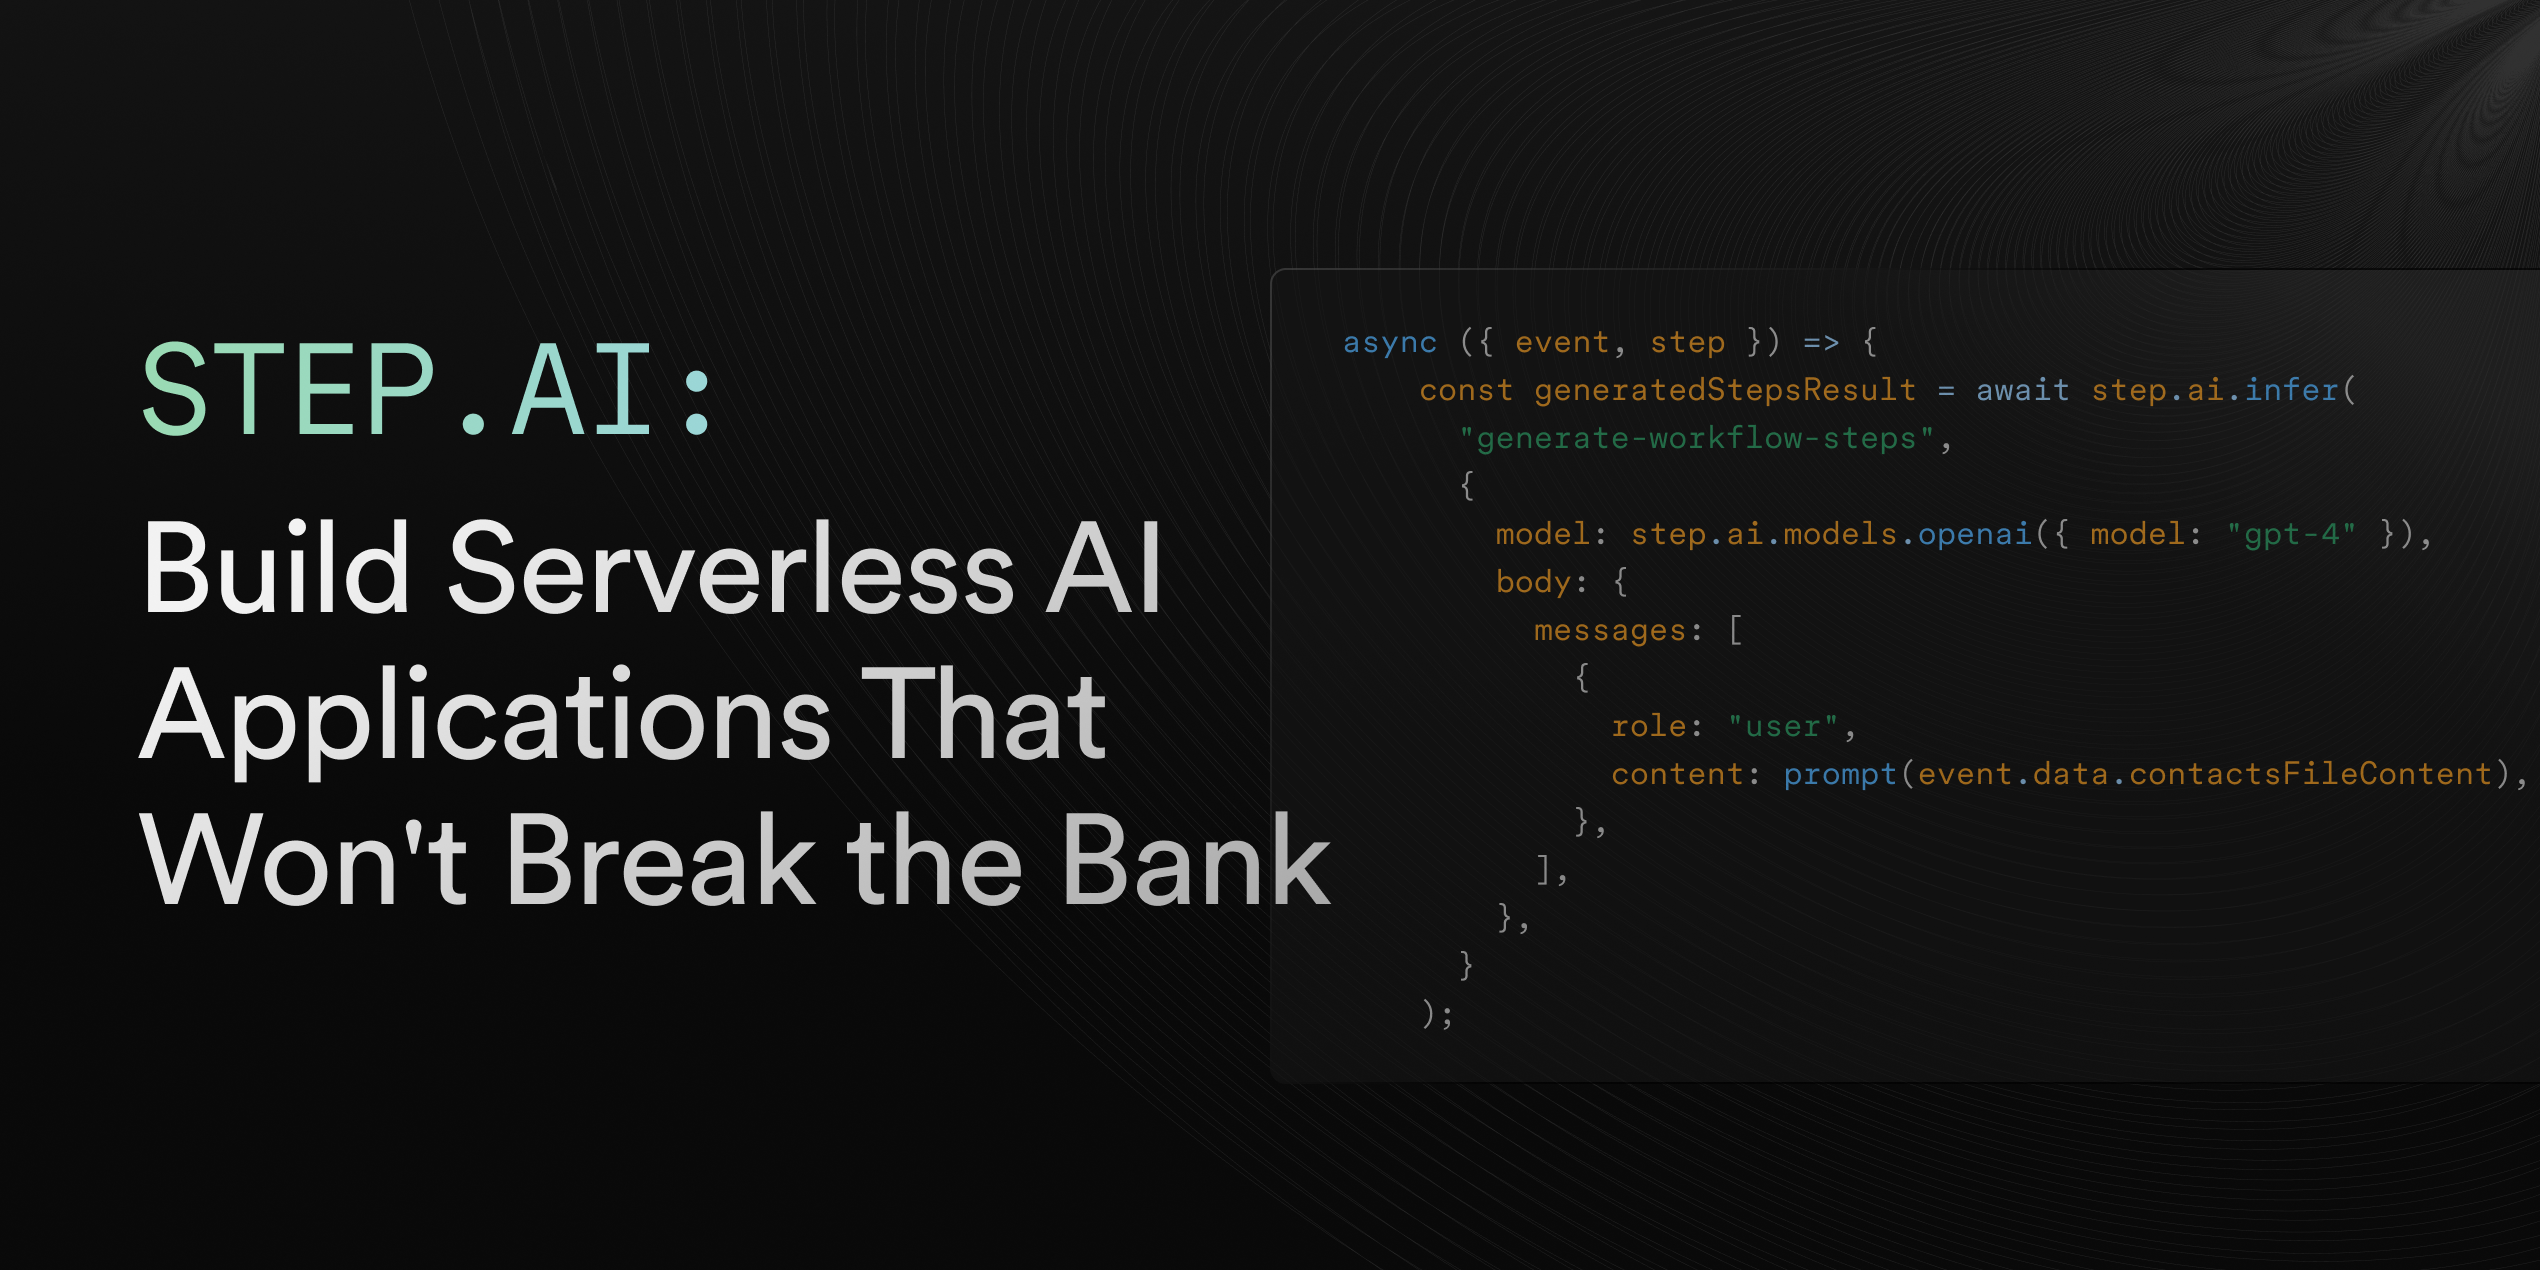 STEP.AI:
Build Serverless AI
Applications That
Won't Break the Bank
async ({ event, step }) => {
const generatedStepsResult = await step.ai.infer(
"generate-workflow-steps",
{
model: step.ai.models.openai({ model: "gpt-4" }),
body: {
messages: [
{
role: "user",
content: prompt(event.data.contactsFileContent),
},
],
},
}
);